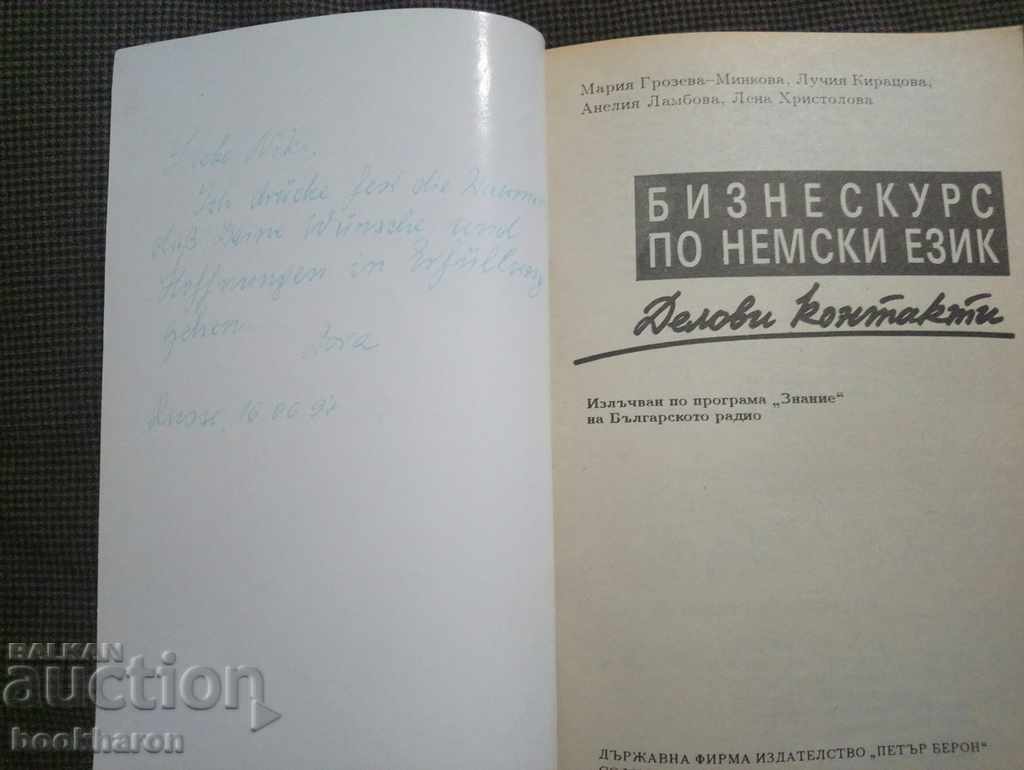 Liebe Niki,
Ich drücke fest die Daumen
daß Deine Wünsche und
Hoffnungen in Erfüllung
gehen
16.06.97
Мария Грозева–Минкова, Лучия Кирацова,
Анелия Ламбова, Лена Христолова
БИЗНЕСКУРС
ПО НЕМСКИ ЕЗИК
Делови контакти
Излъчван по програма „Знание“
на Българското радио
ДЪРЖАВНА ФИРМА ИЗДАТЕЛСТВО „ПЕТЪР БЕРОН“
BALKAN
auction
bookharon